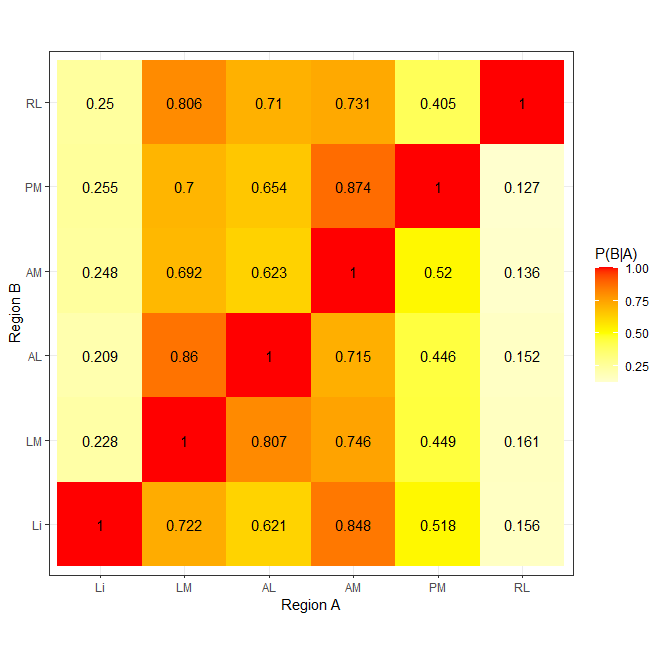 RL 0.25 0.806 0.71 0.731 0.405 1
PM 0.255 0.7 0.654 0.874 1 0.127
AM 0.248 0.692 0.623 1 0.52 0.136
AL 0.209 0.86 1 0.715 0.446 0.152
LM 0.228 1 0.807 0.746 0.449 0.161
Li 1 0.722 0.621 0.848 0.518 0.156
Li LM AL AM PM RL
Region A
Region B
P(B|A)
1.00
0.75
0.50
0.25